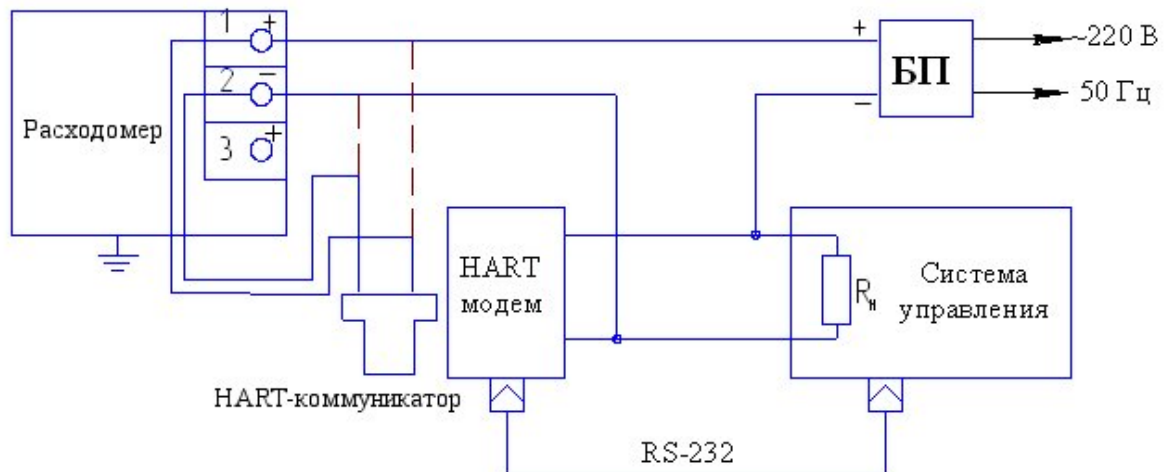 1 +
2 −
3 +
Расходомер
+
−
БП
~220 В
50 Гц
HART
модем
Rн
Система
управления
HART-коммуникатор
RS-232